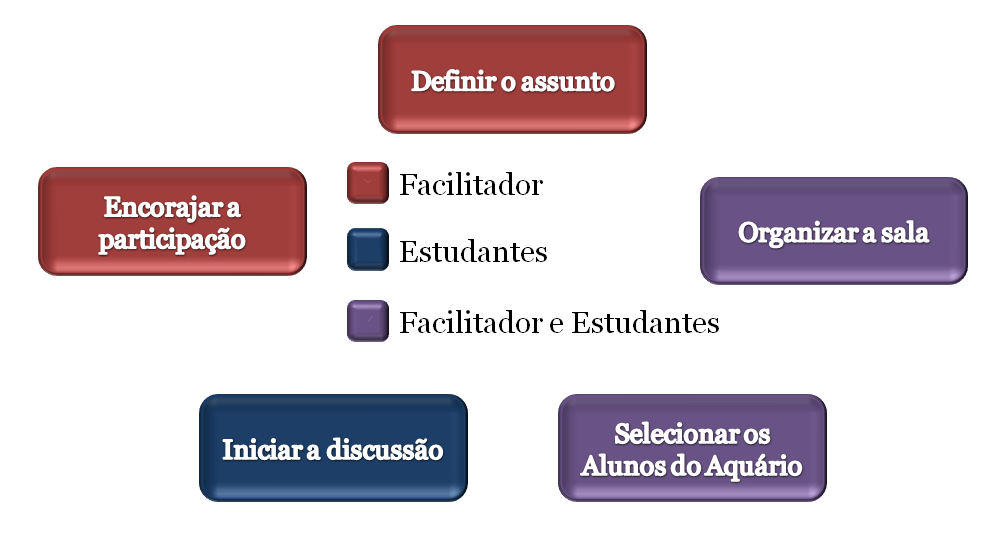 Definir o assunto
Facilitador
Encorajar a
participação
Organizar a sala
Estudantes
Facilitador e Estudantes
Iniciar a discussão
Selecionar os
Alunos do Aquário